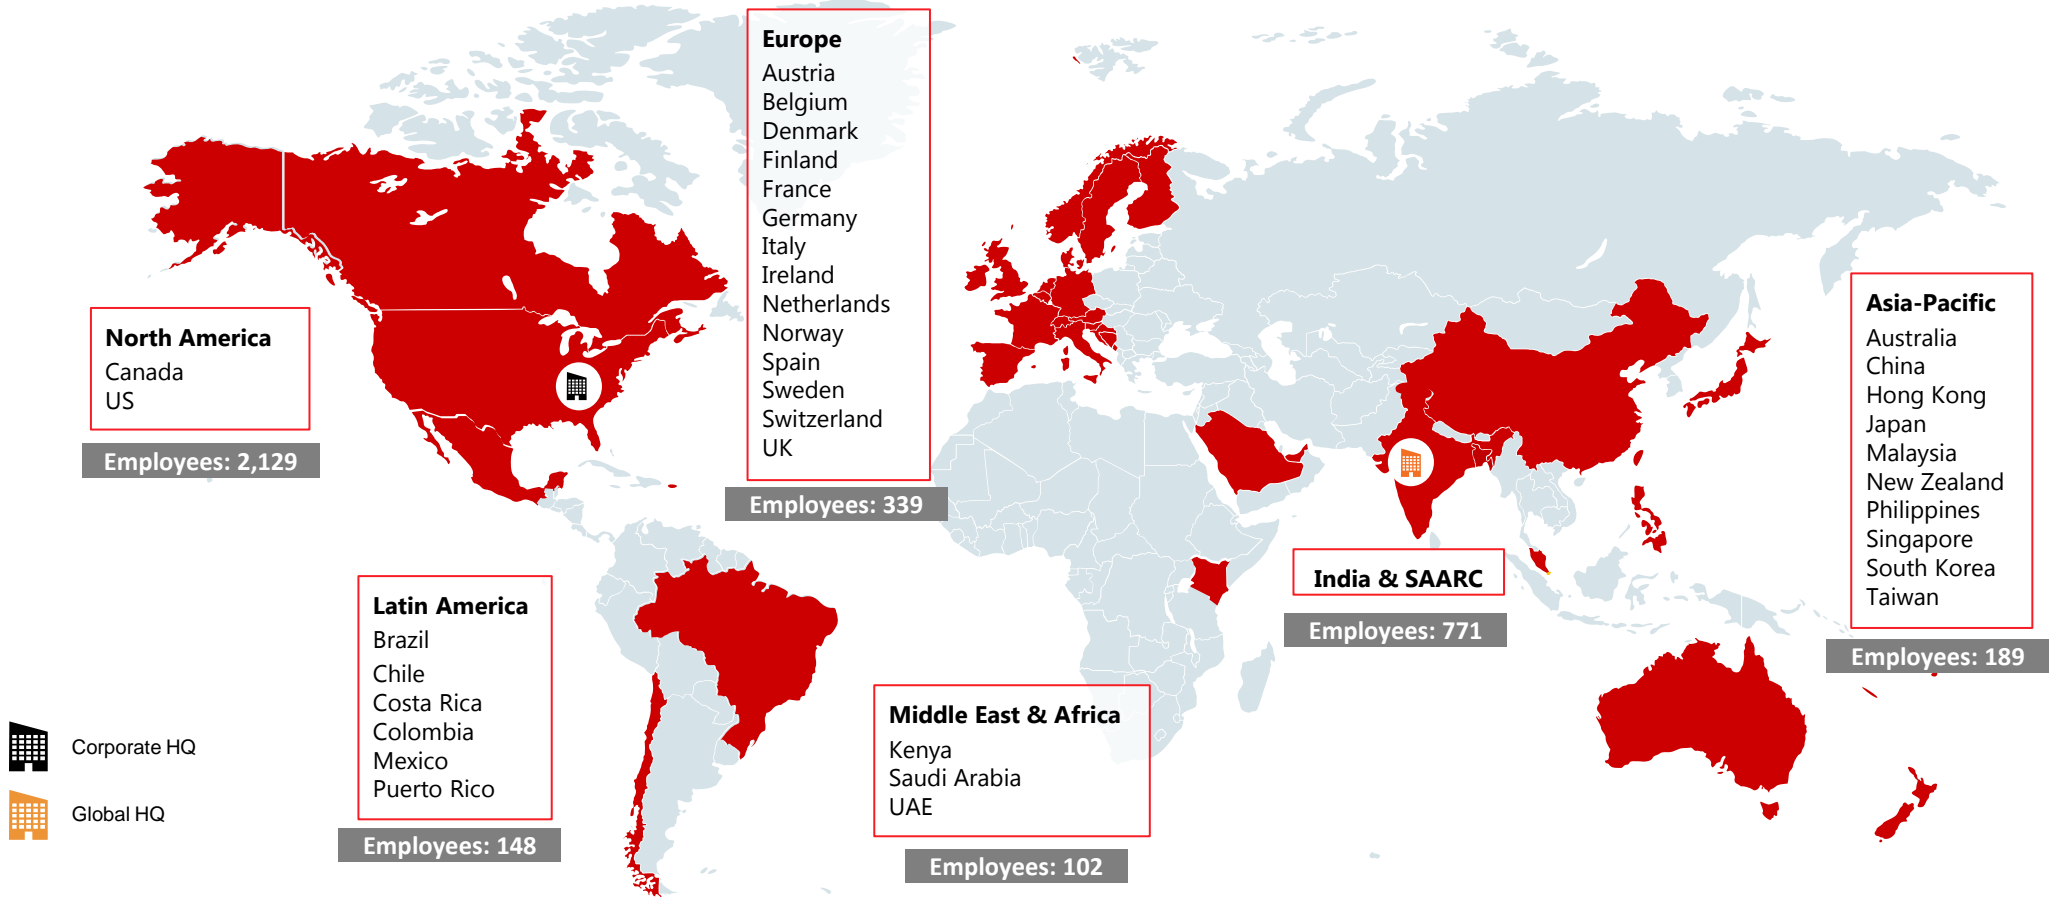 North America
Canada
US
Employees: 2,129
Europe
Austria
Belgium
Denmark
Finland
France
Germany
Italy
Ireland
Netherlands
Norway
Spain
Sweden
Switzerland
UK
Employees: 339
Asia-Pacific
Australia
China
Hong Kong
Japan
Malaysia
New Zealand
Philippines
Singapore
South Korea
Taiwan
Employees: 189
India & SAARC
Employees: 771
Latin America
Brazil
Chile
Costa Rica
Colombia
Mexico
Puerto Rico
Employees: 148
Middle East & Africa
Kenya
Saudi Arabia
UAE
Employees: 102
Corporate HQ
Global HQ